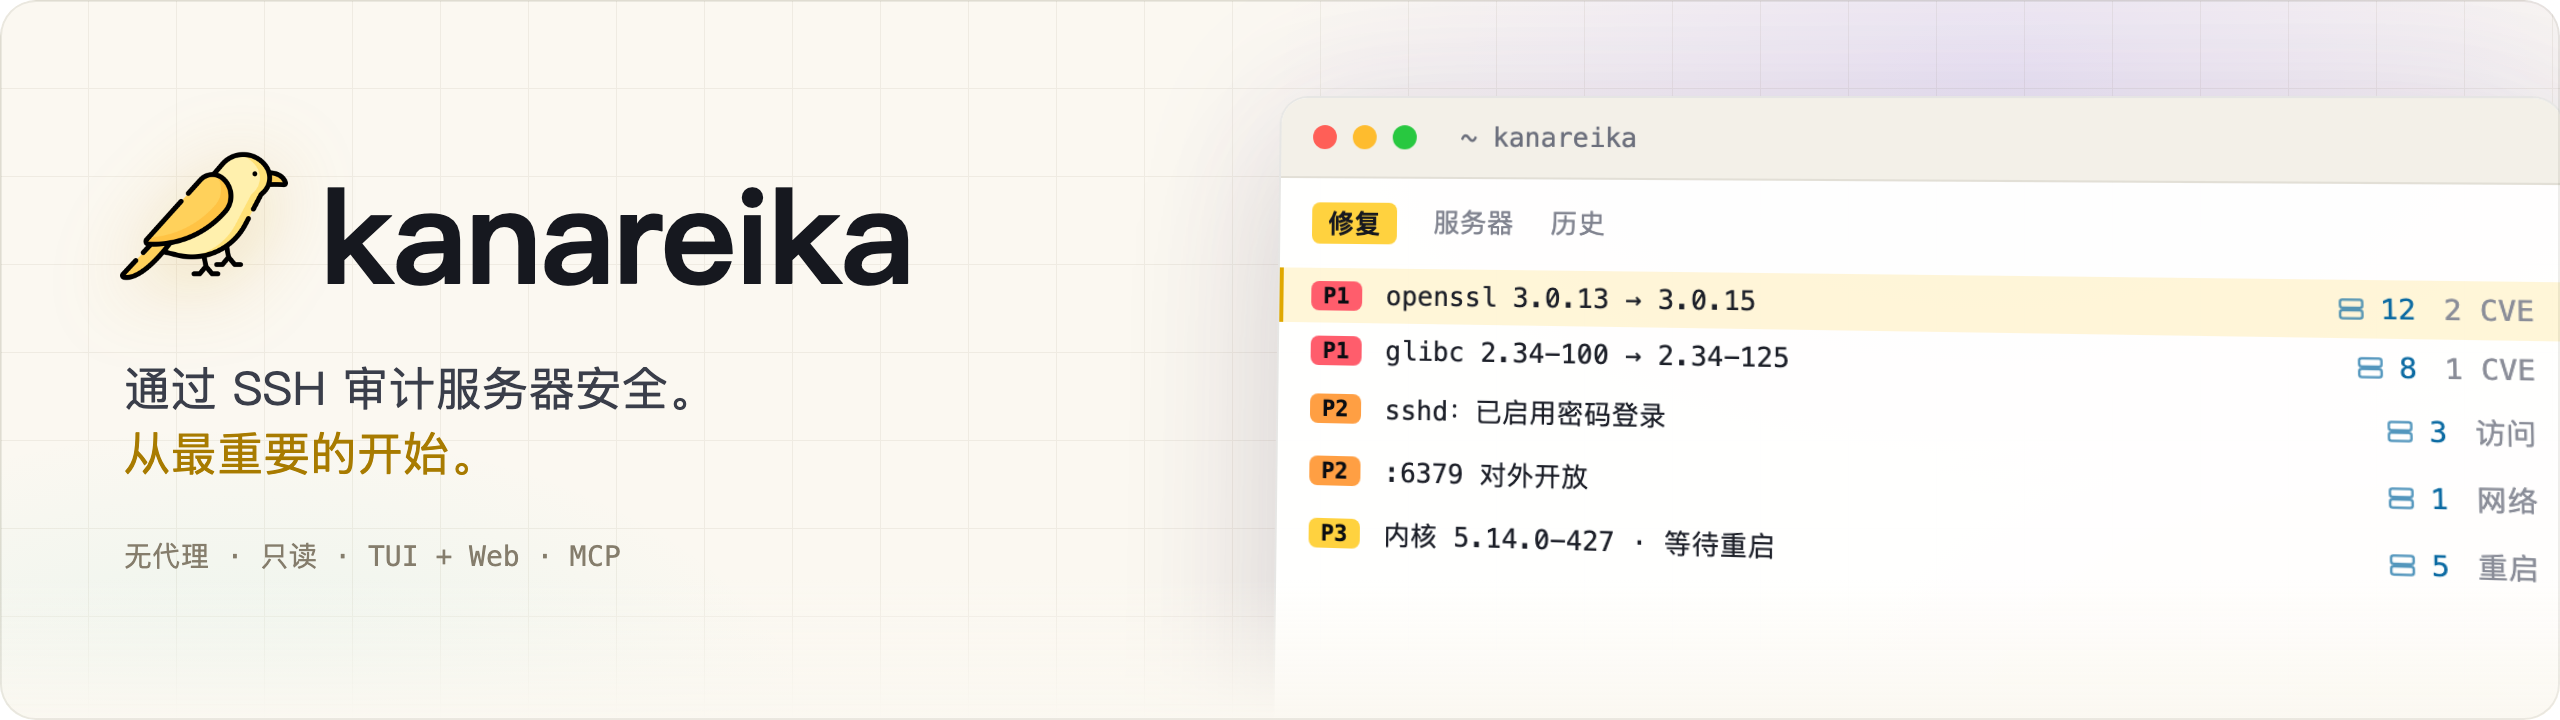 kanareika
通过 SSH 审计服务器安全。
从最重要的开始。
无代理 · 只读 · TUI + Web · MCP
~ kanareika
修复 服务器 历史
P1 openssl 3.0.13 → 3.0.15 12 2 CVE
P1 glibc 2.34-100 → 2.34-125 8 1 CVE
P2 sshd: 已启用密码登录 3 访问
P2 :6379 对外开放 1 网络
P3 内核 5.14.0-427 · 等待重启 5 重启